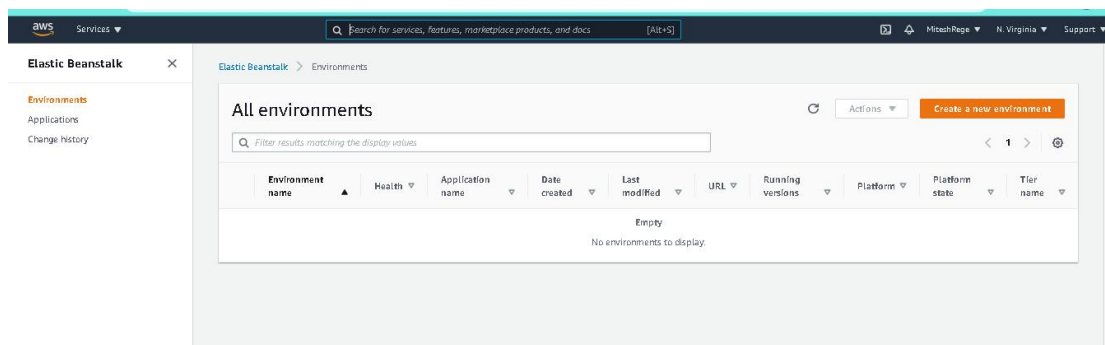 aws Services Search for services, features, marketplace products, and docs [Alt+S] MiteshRege N. Virginia Support
Elastic Beanstalk
Environments
Applications
Change history
Elastic Beanstalk > Environments
All environments Actions Create a new environment
Filter results matching the display values 1
Environment name Health Application name Date created Last modified URL Running versions Platform Platform state Tier name
Empty
No environments to display.